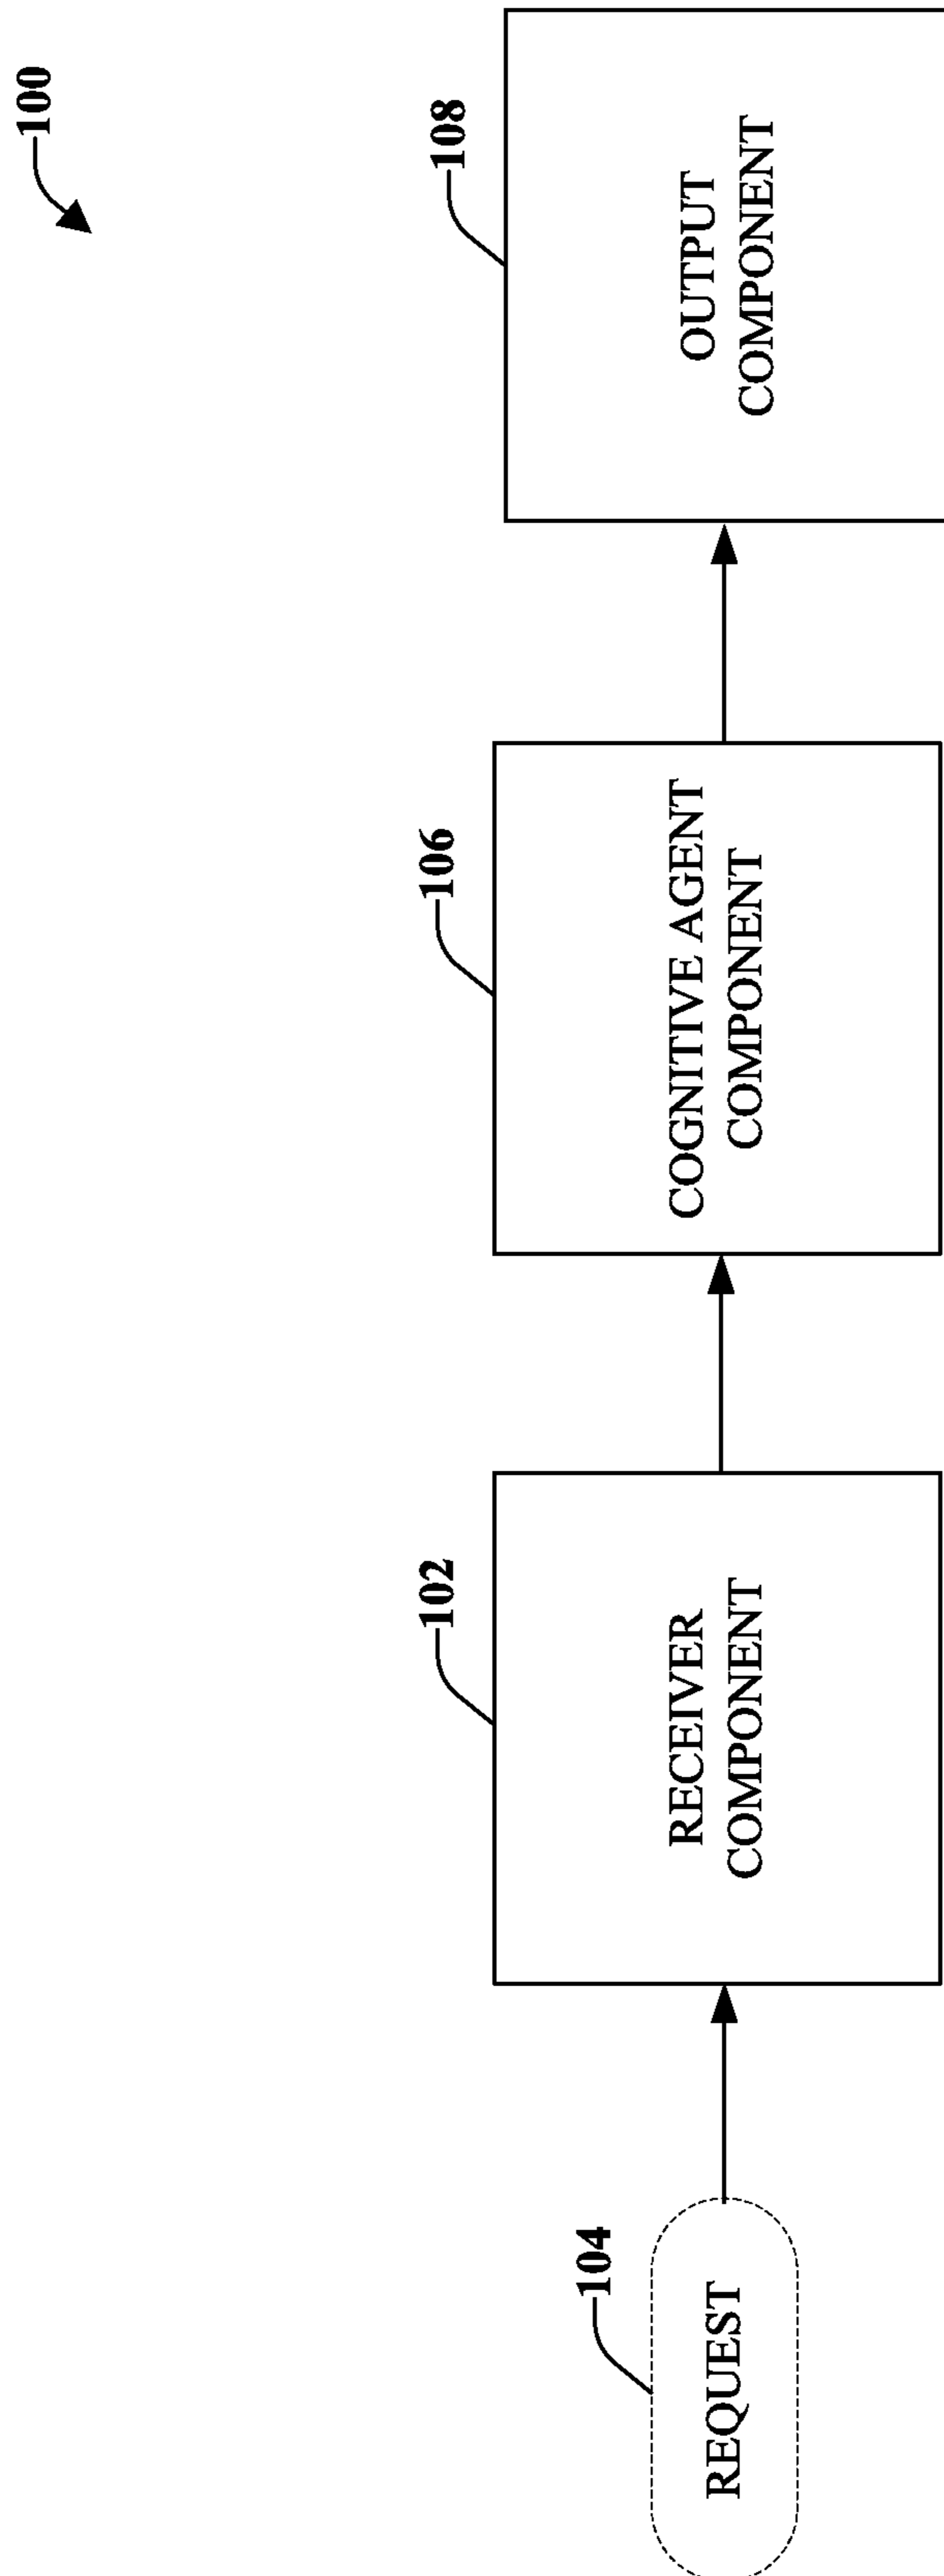 100
104
REQUEST
102
RECEIVER
COMPONENT
106
COGNITIVE AGENT
COMPONENT
108
OUTPUT
COMPONENT